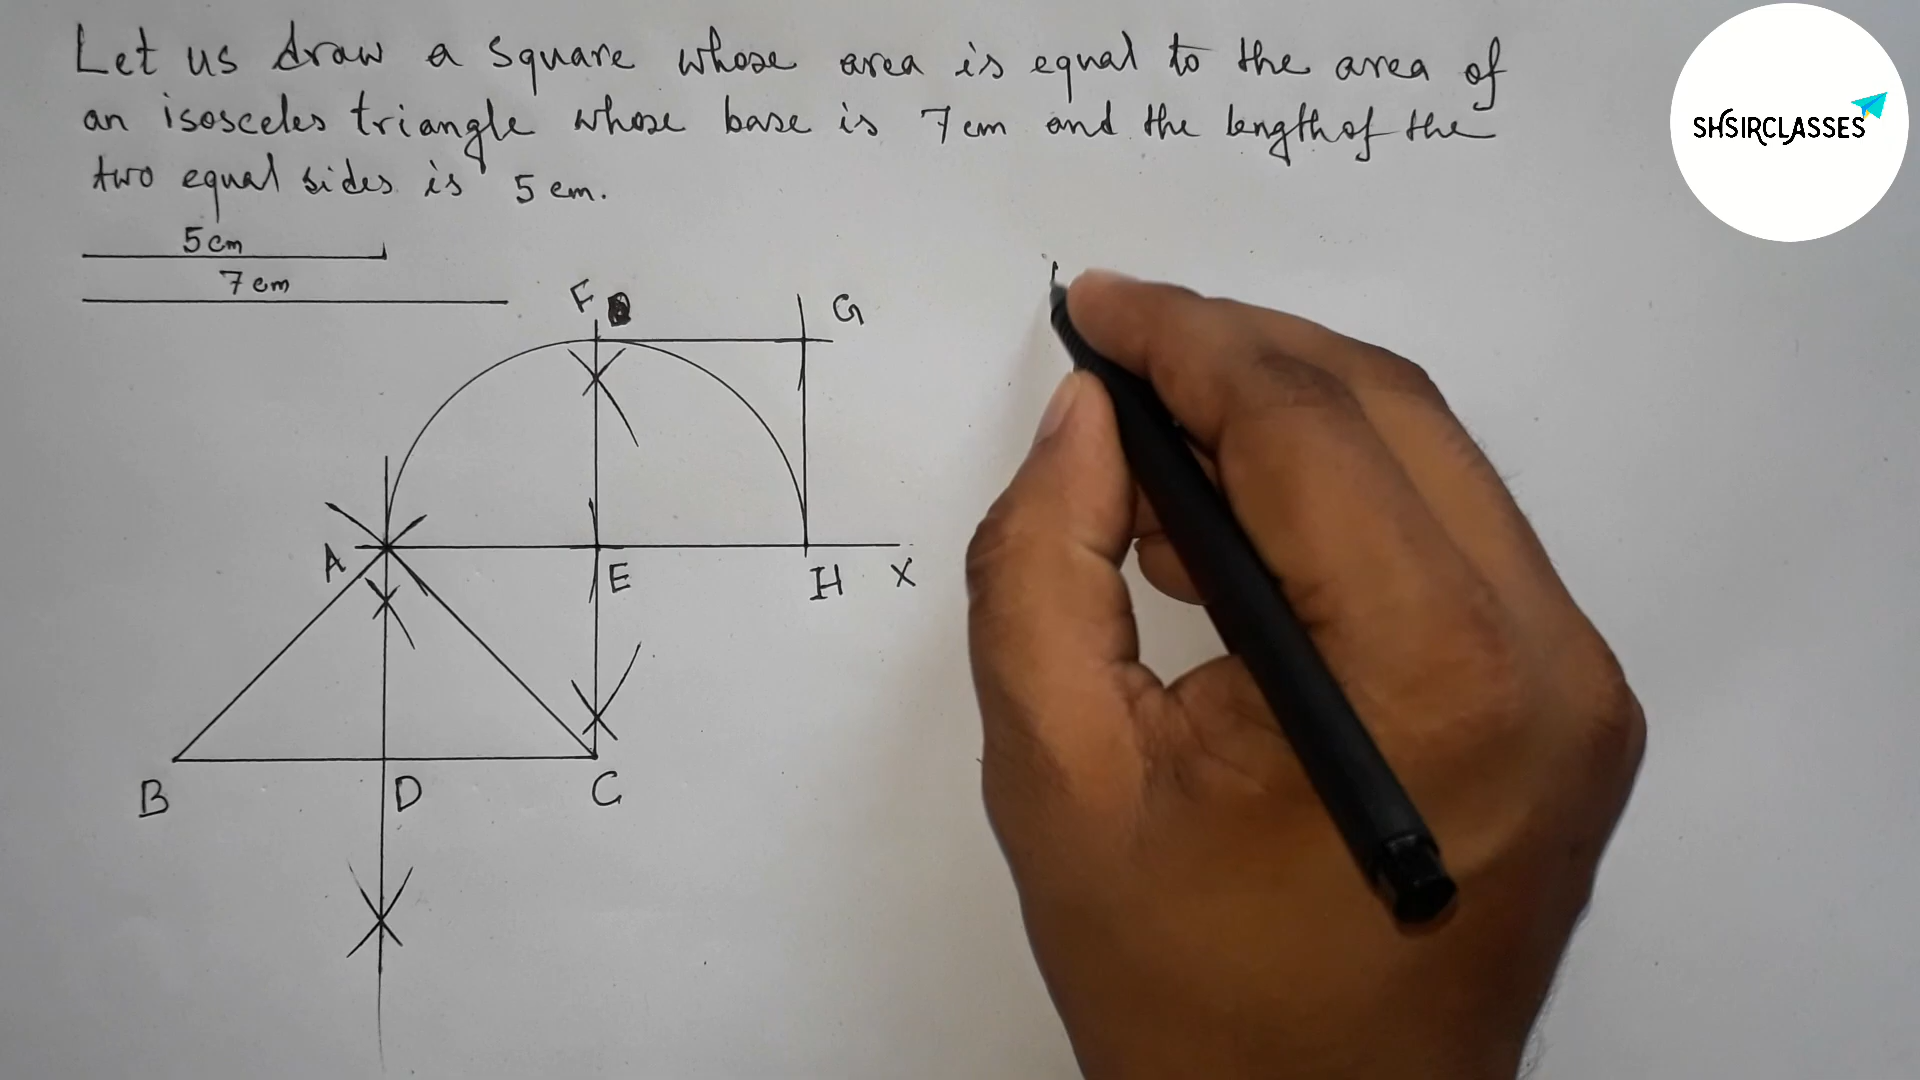 Let us draw a square whose area is equal to the area of
an isosceles triangle whose base is 7 cm and the length of the
two equal sides is 5 cm.
SHSIRCLASSES
5 cm
7 cm
F
G
A
E
H
X
B
D
C